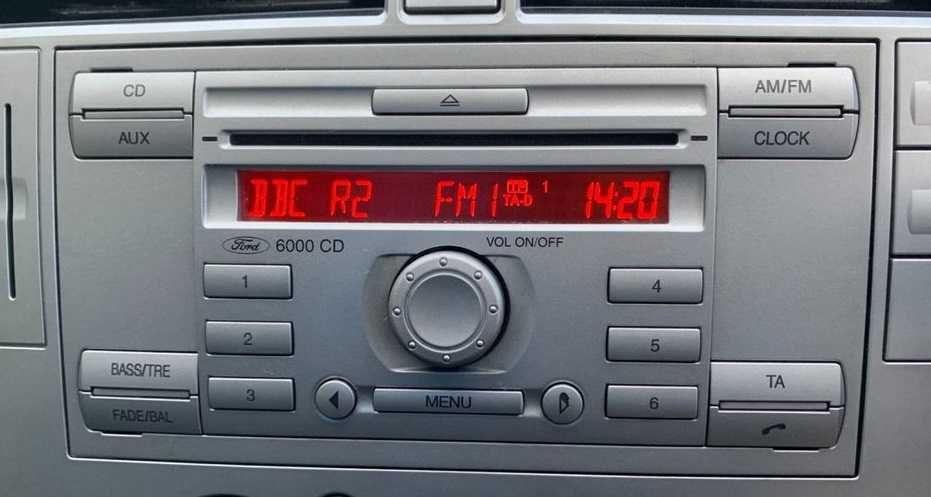 CD
AM/FM
AUX
CLOCK
BBC R2 FM1 TA-D 1 14:20
Ford 6000 CD
VOL ON/OFF
1
4
2
5
BASS/TRE
TA
3
MENU
6
FADE/BAL